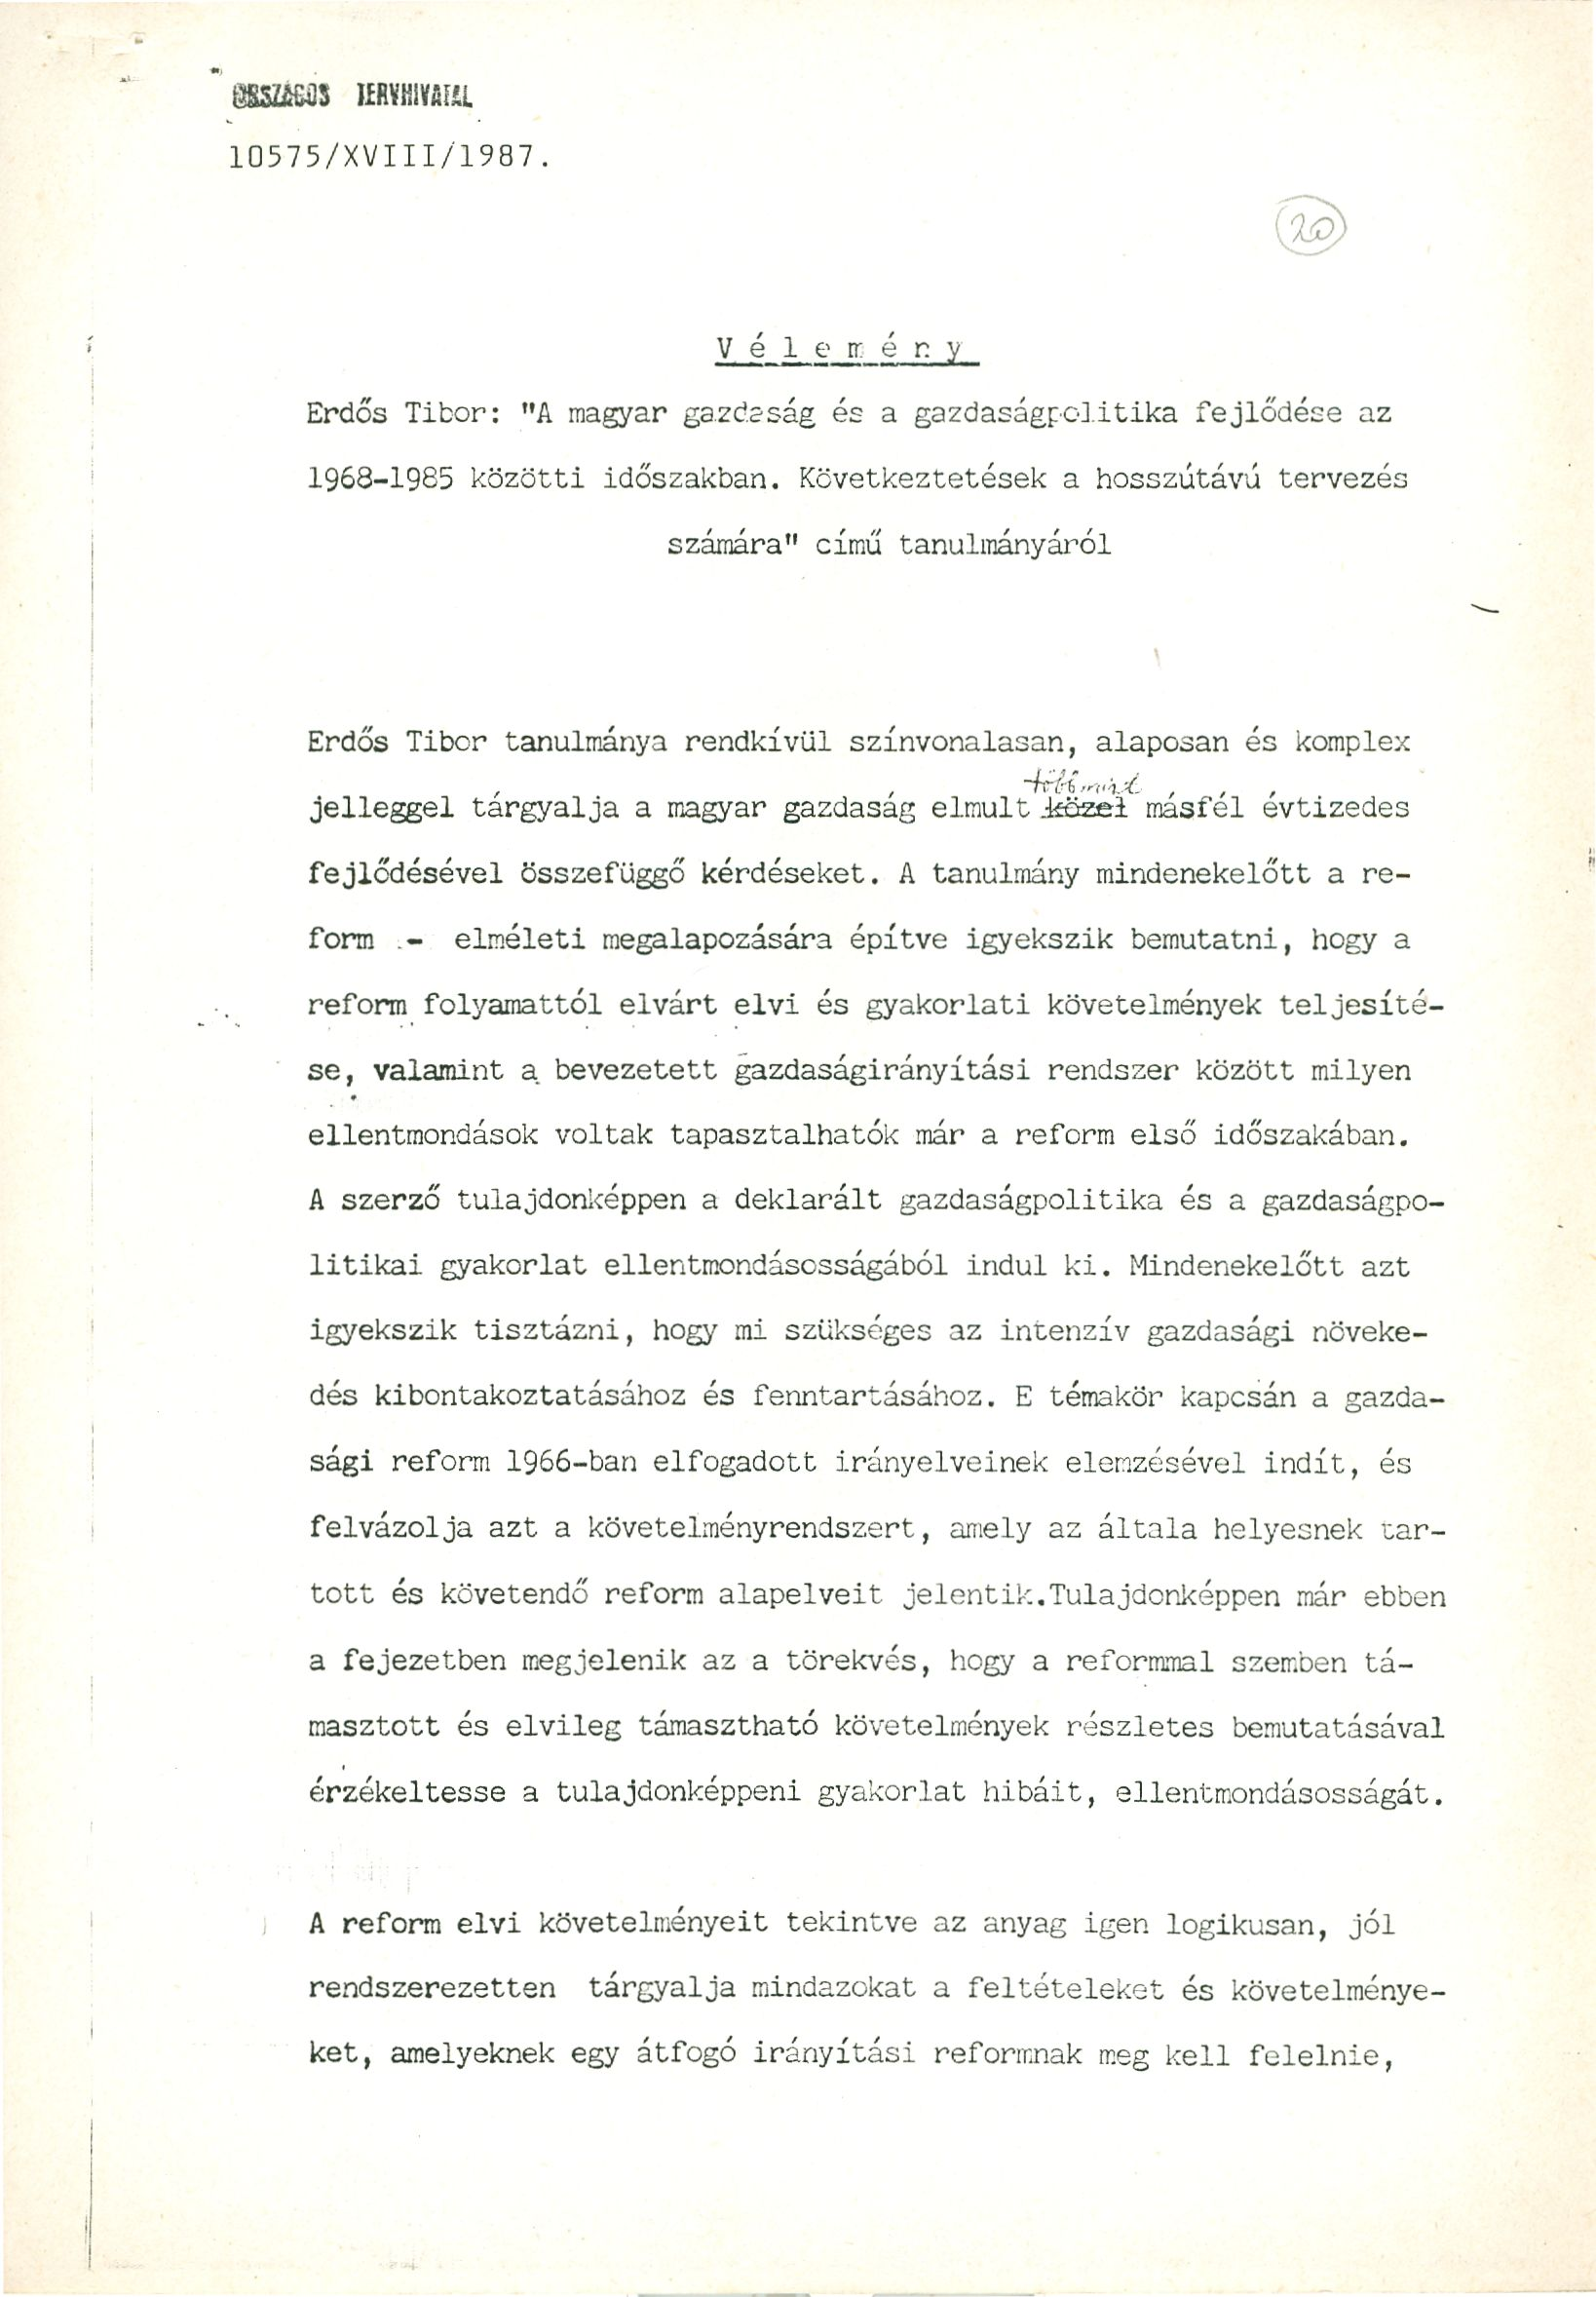 ORSZÁGOS TERVHIVATAL
10575/XVIII/1987.
20
Vélemény
Erdős Tibor: "A magyar gazdaság és a gazdaságpolitika fejlődése az
1968-1985 közötti időszakban. Következtetések a hosszútávú tervezés
számára" című tanulmányáról
Erdős Tibor tanulmánya rendkívül színvonalasan, alaposan és komplex
több mint
jelleggel tárgyalja a magyar gazdaság elmult közel másfél évtizedes
fejlődésével összefüggő kérdéseket. A tanulmány mindenekelőtt a re-
form - elméleti megalapozására építve igyekszik bemutatni, hogy a
reform folyamattól elvárt elvi és gyakorlati követelmények teljesíté-
se, valamint a bevezetett gazdaságirányítási rendszer között milyen
ellentmondások voltak tapasztalhatók már a reform első időszakában.
A szerző tulajdonképpen a deklarált gazdaságpolitika és a gazdaságpo-
litikai gyakorlat ellentmondásosságából indul ki. Mindenekelőtt azt
igyekszik tisztázni, hogy mi szükséges az intenzív gazdasági növeke-
dés kibontakoztatásához és fenntartásához. E témakör kapcsán a gazda-
sági reform 1966-ban elfogadott irányelveinek elemzésével indít, és
felvázolja azt a követelményrendszert, amely az általa helyesnek tar-
tott és követendő reform alapelveit jelentik.Tulajdonképpen már ebben
a fejezetben megjelenik az a törekvés, hogy a reformmal szemben tá-
masztott és elvileg támasztható követelmények részletes bemutatásával
érzékeltesse a tulajdonképpeni gyakorlat hibáit, ellentmondásosságát.
A reform elvi követelményeit tekintve az anyag igen logikusan, jól
rendszerezetten tárgyalja mindazokat a feltételeket és követelménye-
ket, amelyeknek egy átfogó irányítási reformnak meg kell felelnie,